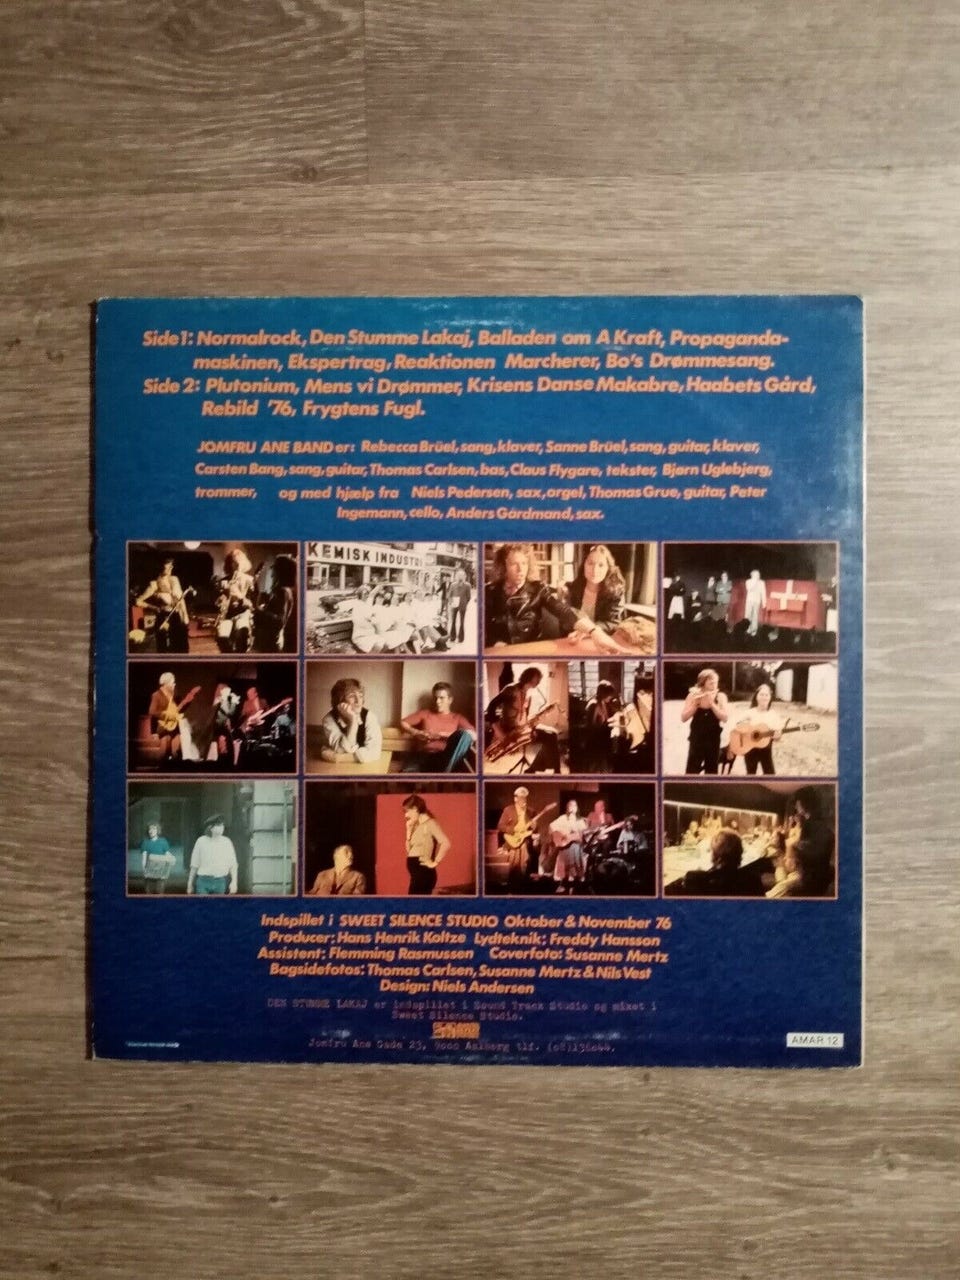 Side 1: Normalrock, Den Stumme Lakaj, Balladen om A Kraft, Propaganda-
maskinen, Ekspertrag, Reaktionen Marcherer, Bo's Drømmesang.
Side 2: Plutonium, Mens vi Drømmer, Krisens Danse Makabre, Haabets Gård,
Rebild '76, Frygtens Fugl.
JOMFRU ANE BAND er: Rebecca Brüel, sang, klaver, Sanne Brüel, sang, guitar, klaver,
Carsten Bang, sang, guitar, Thomas Carlsen, bas, Claus Flygare, tekster, Bjørn Uglebjerg,
trommer, og med hjælp fra Niels Pedersen, sax, orgel, Thomas Grue, guitar, Peter
Ingemann, cello, Anders Gårdmand, sax.
KEMISK INDUSTRI
Indspillet i SWEET SILENCE STUDIO Oktober & November 76
Producer: Hans Henrik Koltze Lydteknik: Freddy Hansson
Assistent: Flemming Rasmussen Coverfoto: Susanne Mertz
Bagsidefotos: Thomas Carlsen, Susanne Mertz & Nils Vest
Design: Niels Andersen
DEN STUMME LAKAJ er indspillet i Sound Track Studio og mixet i
Sweet Silence Studio.
Jomfru Ane Gade 23, 9000 Aalborg tlf. (08)136044.
AMAR 12